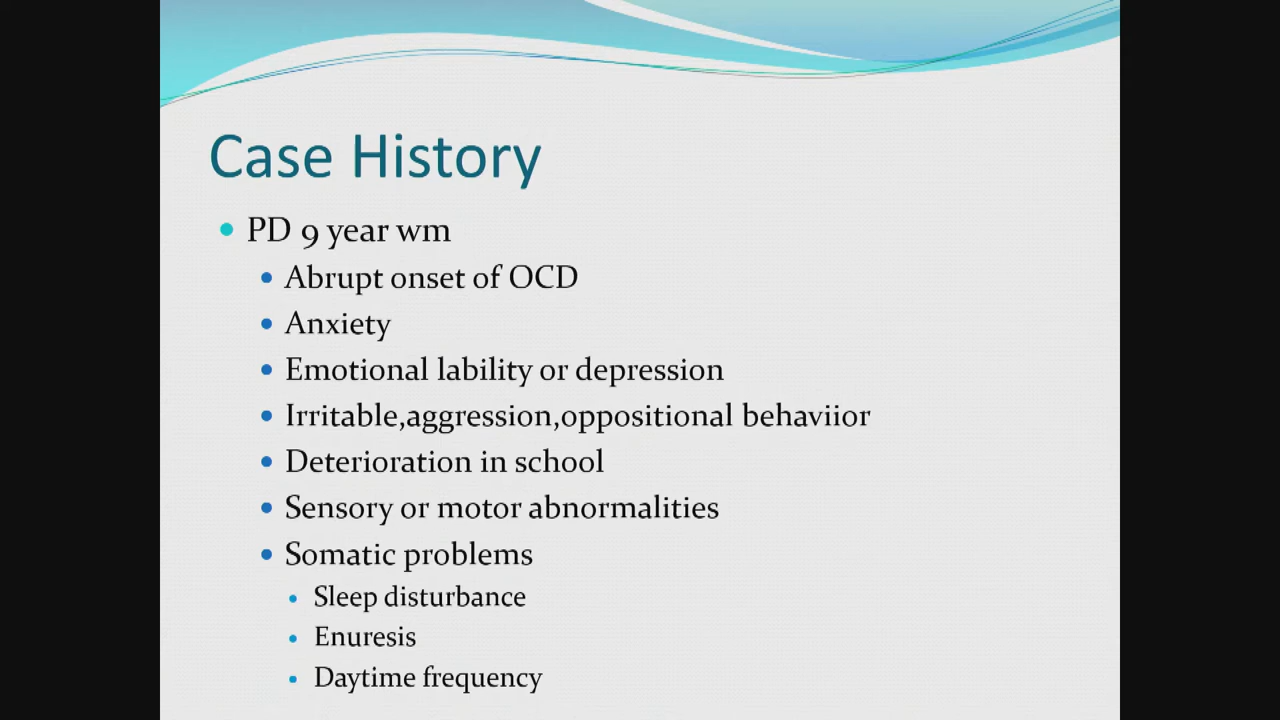 Case History
PD 9 year wm
Abrupt onset of OCD
Anxiety
Emotional lability or depression
Irritable,aggression,oppositional behaviior
Deterioration in school
Sensory or motor abnormalities
Somatic problems
Sleep disturbance
Enuresis
Daytime frequency